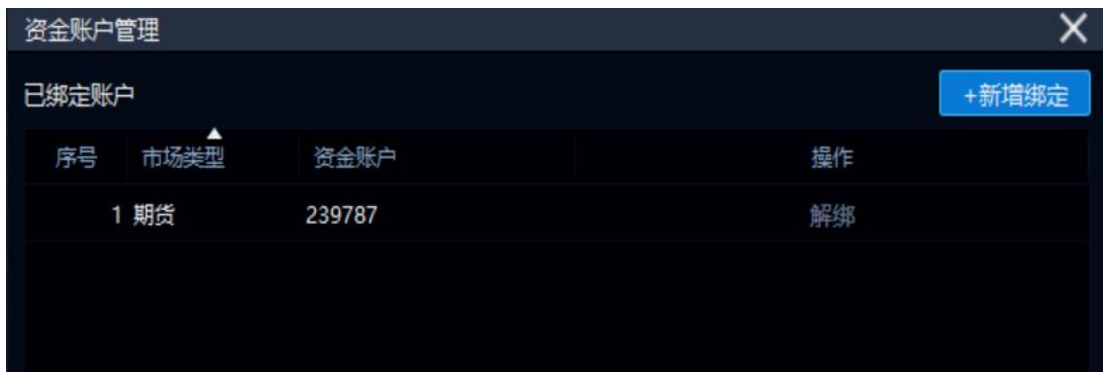 资金账户管理
已绑定账户 +新增绑定
序号 市场类型 资金账户 操作
1 期货 239787 解绑